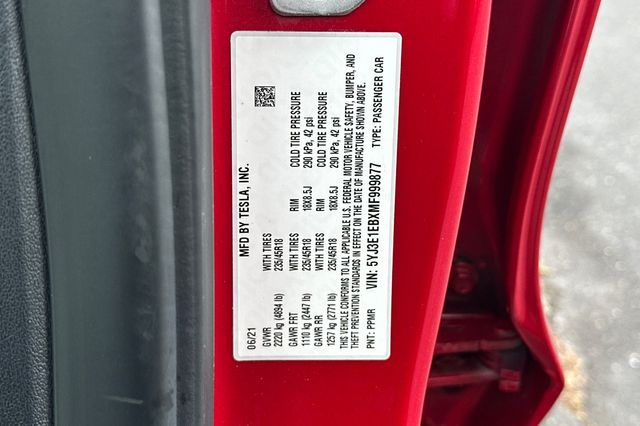 MFD BY TESLA, INC.
06/21
GVWR WITH TIRES RIM COLD TIRE PRESSURE
2220 kg (4894 lb) 235/45R18 18X8.5J 290 kPa, 42 psi
GAWR FRT WITH TIRES RIM COLD TIRE PRESSURE
1110 kg (2447 lb) 235/45R18 18X8.5J 290 kPa, 42 psi
GAWR RR WITH TIRES RIM COLD TIRE PRESSURE
1257 kg (2771 lb) 235/45R18 18X8.5J 290 kPa, 42 psi
THIS VEHICLE CONFORMS TO ALL APPLICABLE U.S. FEDERAL MOTOR VEHICLE SAFETY, BUMPER, AND
THEFT PREVENTION STANDARDS IN EFFECT ON THE DATE OF MANUFACTURE SHOWN ABOVE.
PNT: PPMR VIN: 5YJ3E1EBXMF999877 TYPE: PASSENGER CAR